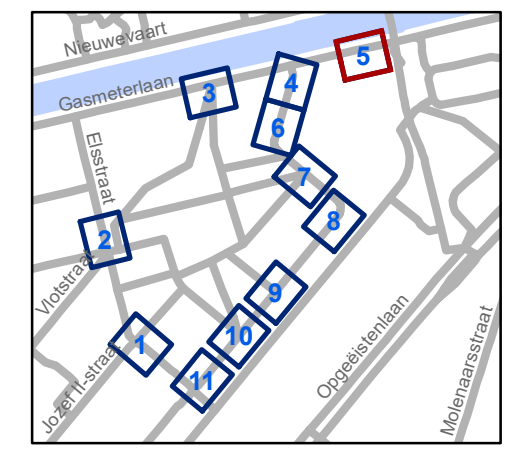 Nieuwevaart
5
Gasmeterlaan
3
4
6
Elsstraat
7
8
2
Vlotstraat
9
10
1
Jozef II-straat
11
Opgeëistenlaan
Molenaarsstraat